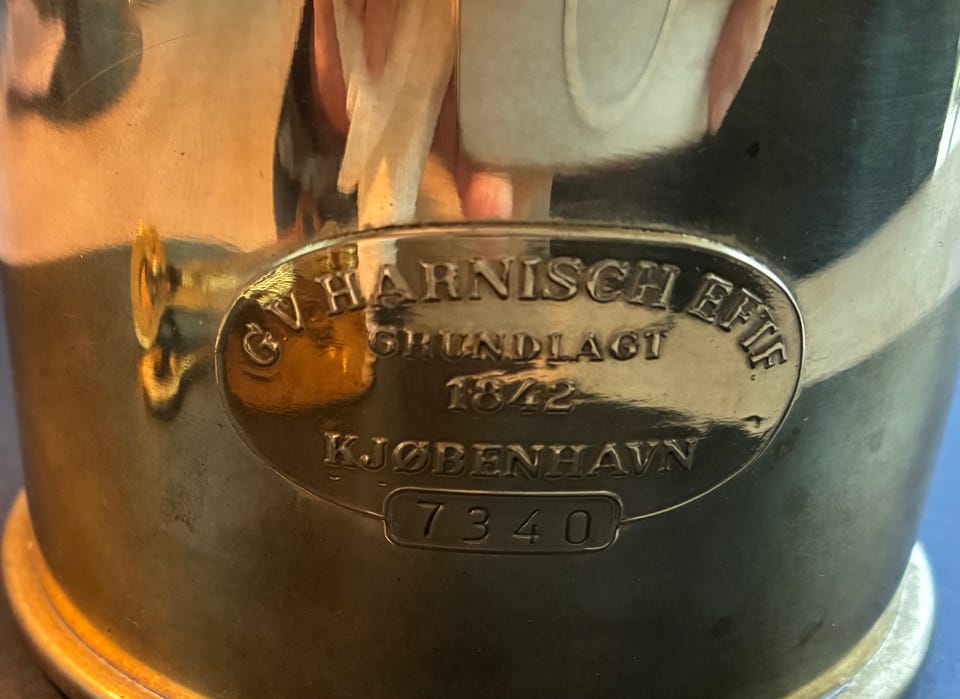 G V HARNISCH EFTF
GRUNDLAGT
1842
KJØBENHAVN
7340